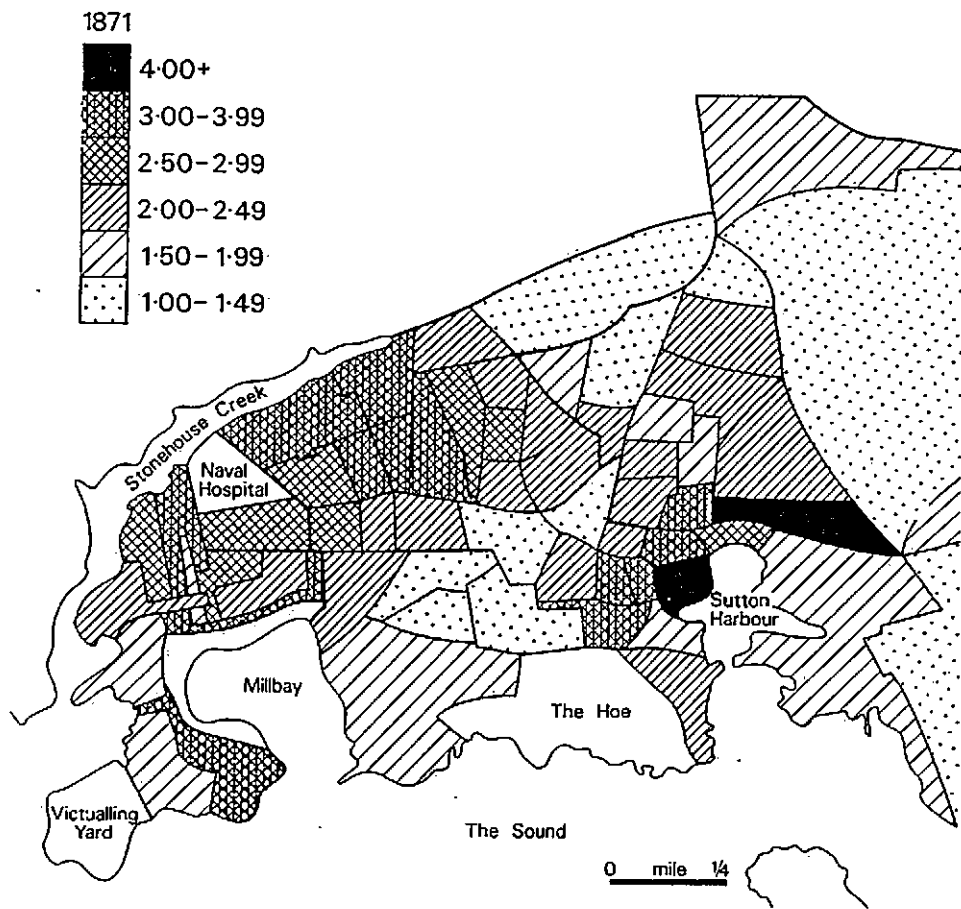 1871
4·00+
3·00-3·99
2·50-2·99
2·00-2·49
1·50-1·99
1·00-1·49
Stonehouse Creek
Naval
Hospital
Sutton
Harbour
Millbay
The Hoe
Victualling
Yard
The Sound
0 mile ¼